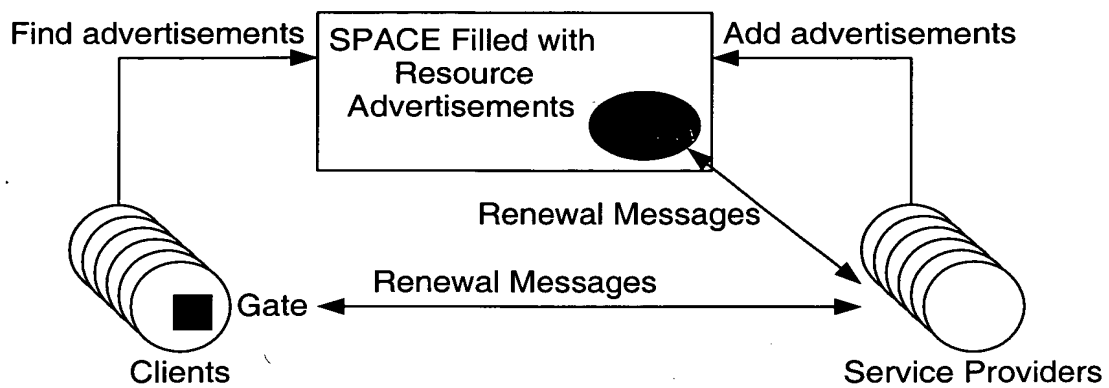 Find advertisements
SPACE Filled with
Resource
Advertisements
Add advertisements
Renewal Messages
Renewal Messages
Gate
Clients
Service Providers